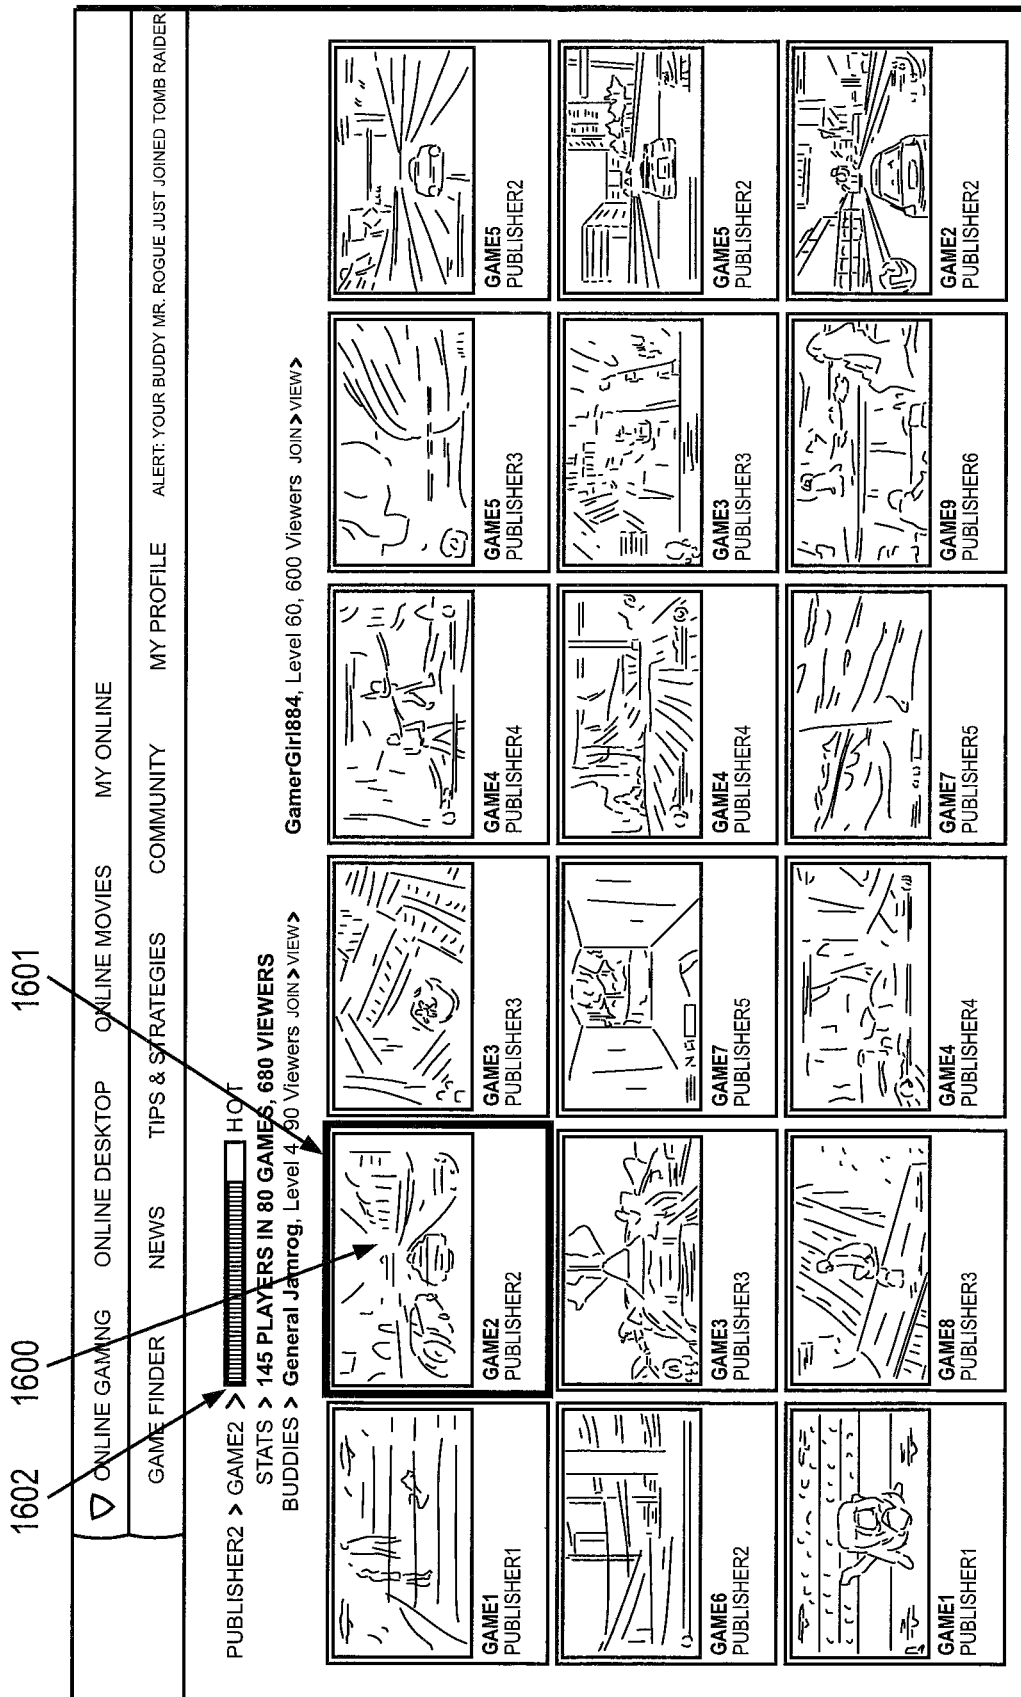 1602
1600
1601
ONLINE GAMING ONLINE DESKTOP ONLINE MOVIES MY ONLINE
GAME FINDER NEWS TIPS & STRATEGIES COMMUNITY MY PROFILE ALERT: YOUR BUDDY MR. ROGUE JUST JOINED TOMB RAIDER
PUBLISHER2 > GAME2 > HOT
STATS > 145 PLAYERS IN 80 GAMES, 680 VIEWERS
BUDDIES > General Jamrog, Level 4, 90 Viewers JOIN> VIEW> GamerGirl884, Level 60, 600 Viewers JOIN> VIEW>
GAME1 GAME2 GAME3 GAME4 GAME5 GAME5
PUBLISHER1 PUBLISHER2 PUBLISHER3 PUBLISHER4 PUBLISHER3 PUBLISHER2
GAME6 GAME3 GAME7 GAME4 GAME3 GAME5
PUBLISHER2 PUBLISHER3 PUBLISHER5 PUBLISHER4 PUBLISHER3 PUBLISHER2
GAME1 GAME8 GAME4 GAME7 GAME9 GAME2
PUBLISHER1 PUBLISHER3 PUBLISHER4 PUBLISHER5 PUBLISHER6 PUBLISHER2